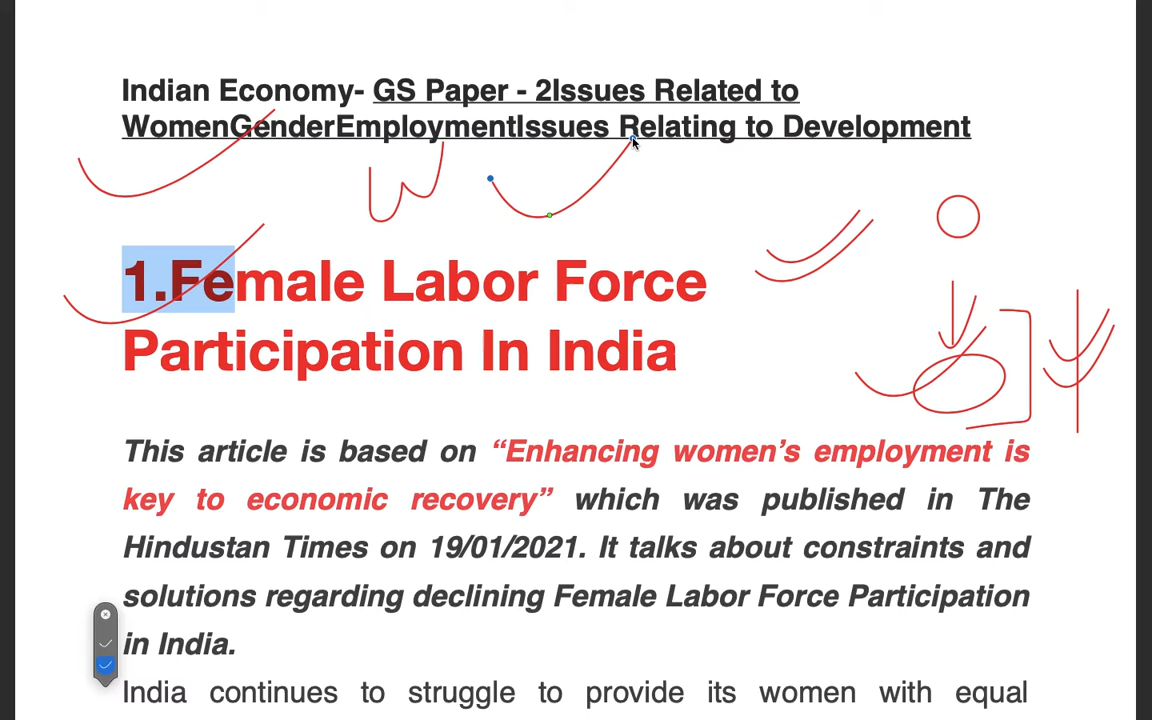 Indian Economy- GS Paper - 2Issues Related to
WomenGenderEmploymentIssues Relating to Development
W
1.Female Labor Force
Participation In India
This article is based on “Enhancing women’s employment is
key to economic recovery” which was published in The
Hindustan Times on 19/01/2021. It talks about constraints and
solutions regarding declining Female Labor Force Participation
in India.
India continues to struggle to provide its women with equal